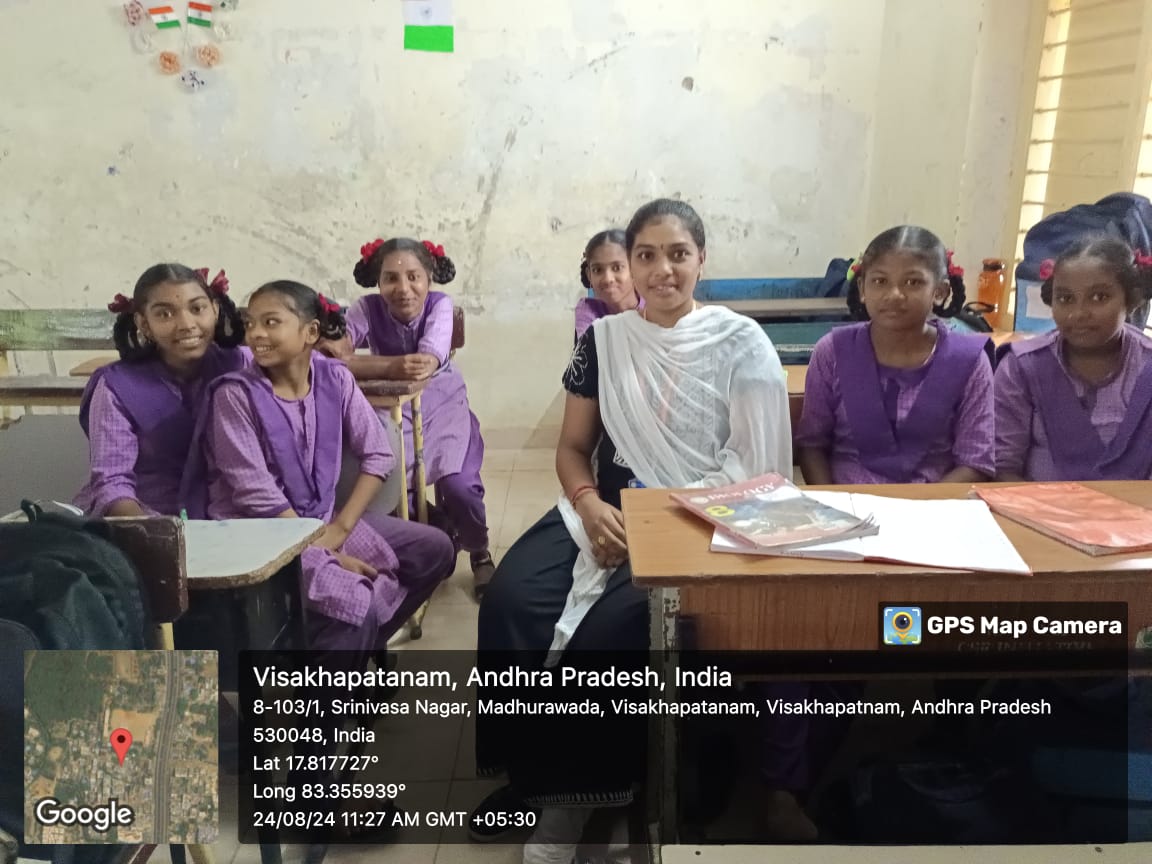 8
GPS Map Camera
Google
Visakhapatanam, Andhra Pradesh, India
8-103/1, Srinivasa Nagar, Madhurawada, Visakhapatanam, Visakhapatnam, Andhra Pradesh
530048, India
Lat 17.817727°
Long 83.355939°
24/08/24 11:27 AM GMT +05:30